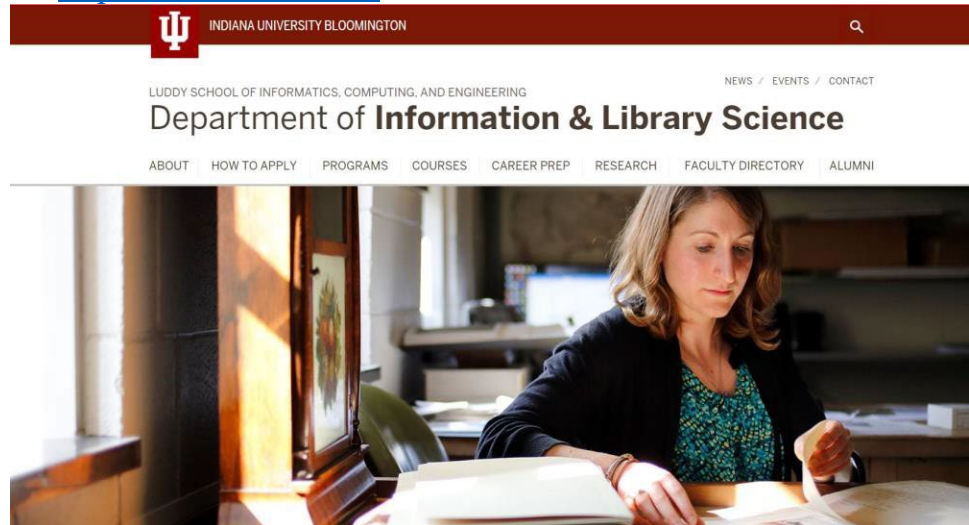 INDIANA UNIVERSITY BLOOMINGTON
NEWS / EVENTS / CONTACT
LUDDY SCHOOL OF INFORMATICS, COMPUTING, AND ENGINEERING
Department of Information & Library Science
ABOUT HOW TO APPLY PROGRAMS COURSES CAREER PREP RESEARCH FACULTY DIRECTORY ALUMNI